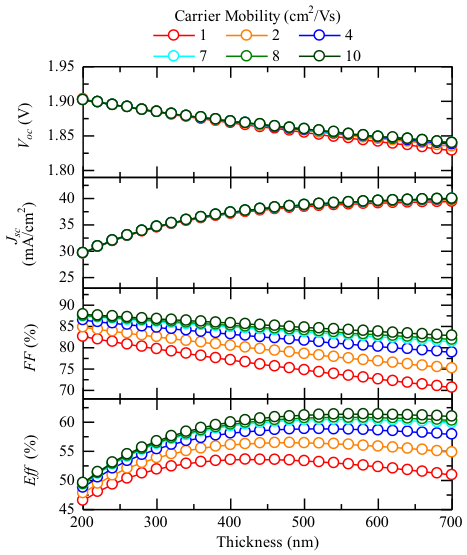 Carrier Mobility (cm²/Vs)
1 2 4
7 8 10
1.95
1.90
1.85
1.80
V_oc (V)
40
35
30
25
J_sc
(mA/cm²)
90
85
80
75
70
FF (%)
60
55
50
45
Eff (%)
200 300 400 500 600 700
Thickness (nm)